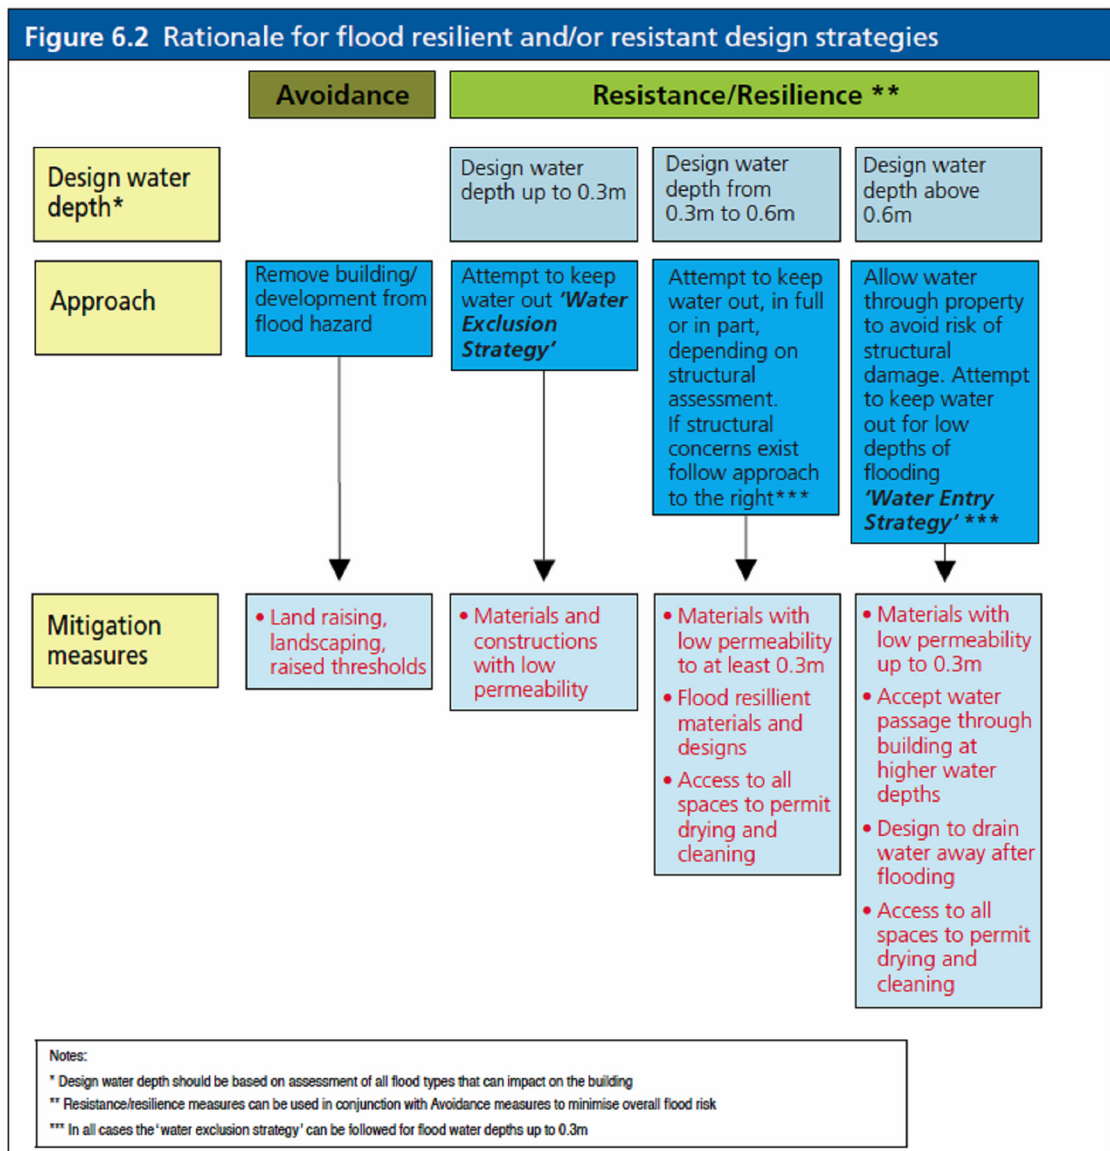 Figure 6.2 Rationale for flood resilient and/or resistant design strategies
Avoidance
Resistance/Resilience **
Design water
depth*
Design water
depth up to 0.3m
Design water
depth from
0.3m to 0.6m
Design water
depth above
0.6m
Approach
Remove building/
development from
flood hazard
Attempt to keep
water out 'Water
Exclusion
Strategy'
Attempt to keep
water out, in full
or in part,
depending on
structural
assessment.
If structural
concerns exist
follow approach
to the right***
Allow water
through property
to avoid risk of
structural
damage. Attempt
to keep water
out for low
depths of
flooding
'Water Entry
Strategy' ***
Mitigation
measures
• Land raising,
landscaping,
raised thresholds
• Materials and
constructions
with low
permeability
• Materials with
low permeability
to at least 0.3m
• Flood resillient
materials and
designs
• Access to all
spaces to permit
drying and
cleaning
• Materials with
low permeability
up to 0.3m
• Accept water
passage through
building at
higher water
depths
• Design to drain
water away after
flooding
• Access to all
spaces to permit
drying and
cleaning
Notes:
* Design water depth should be based on assessment of all flood types that can impact on the building
** Resistance/resilience measures can be used in conjunction with Avoidance measures to minimise overall flood risk
*** In all cases the 'water exclusion strategy' can be followed for flood water depths up to 0.3m